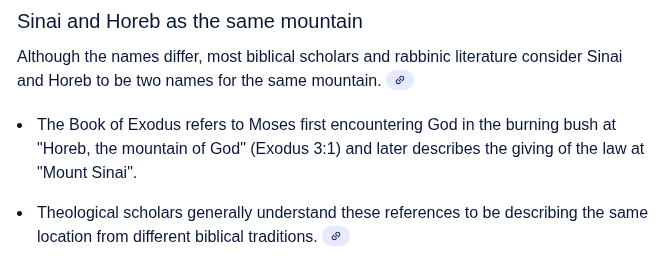 Sinai and Horeb as the same mountain
Although the names differ, most biblical scholars and rabbinic literature consider Sinai
and Horeb to be two names for the same mountain.
• The Book of Exodus refers to Moses first encountering God in the burning bush at
"Horeb, the mountain of God" (Exodus 3:1) and later describes the giving of the law at
"Mount Sinai".
• Theological scholars generally understand these references to be describing the same
location from different biblical traditions.